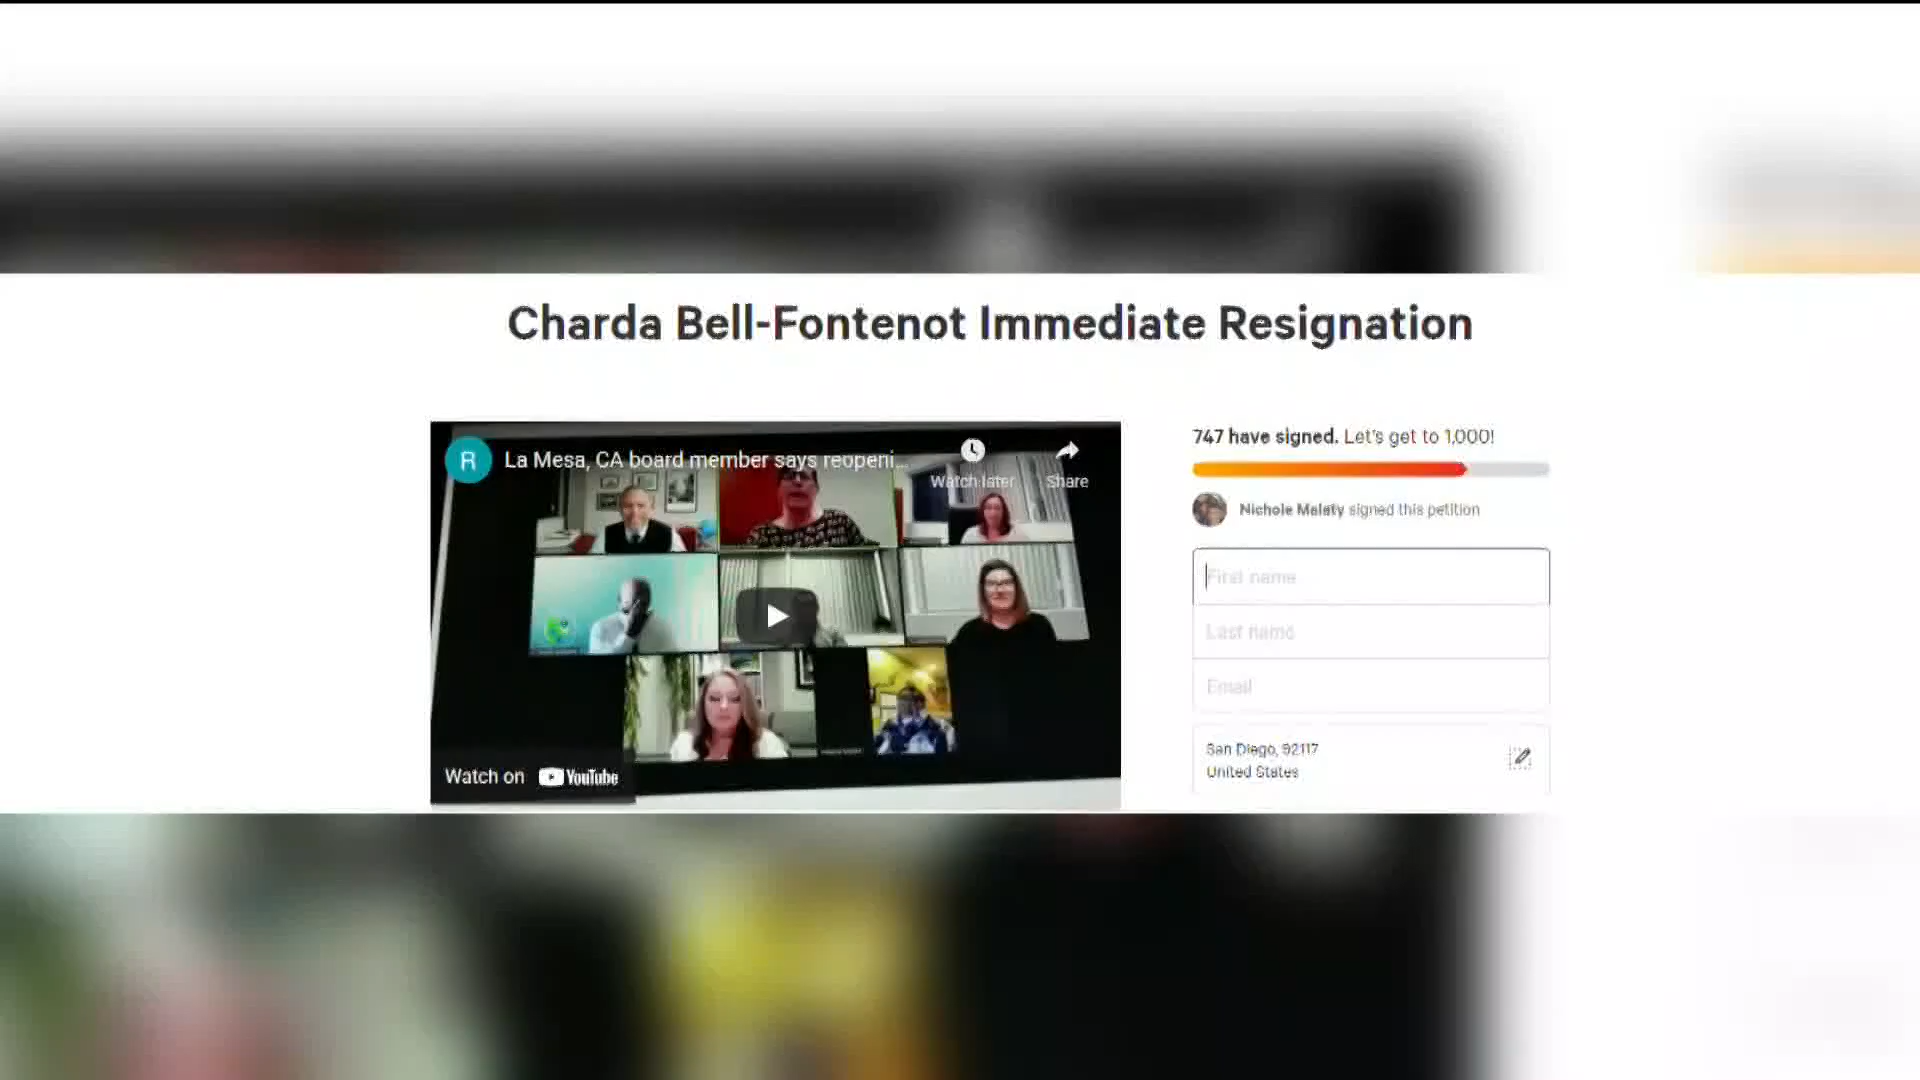 Charda Bell-Fontenot Immediate Resignation
R
La Mesa, CA board member says reopeni...
Watch later
Share
Watch on YouTube
747 have signed. Let's get to 1,000!
Nichole Malaty signed this petition
First name
Last name
Email
San Diego, 92117
United States